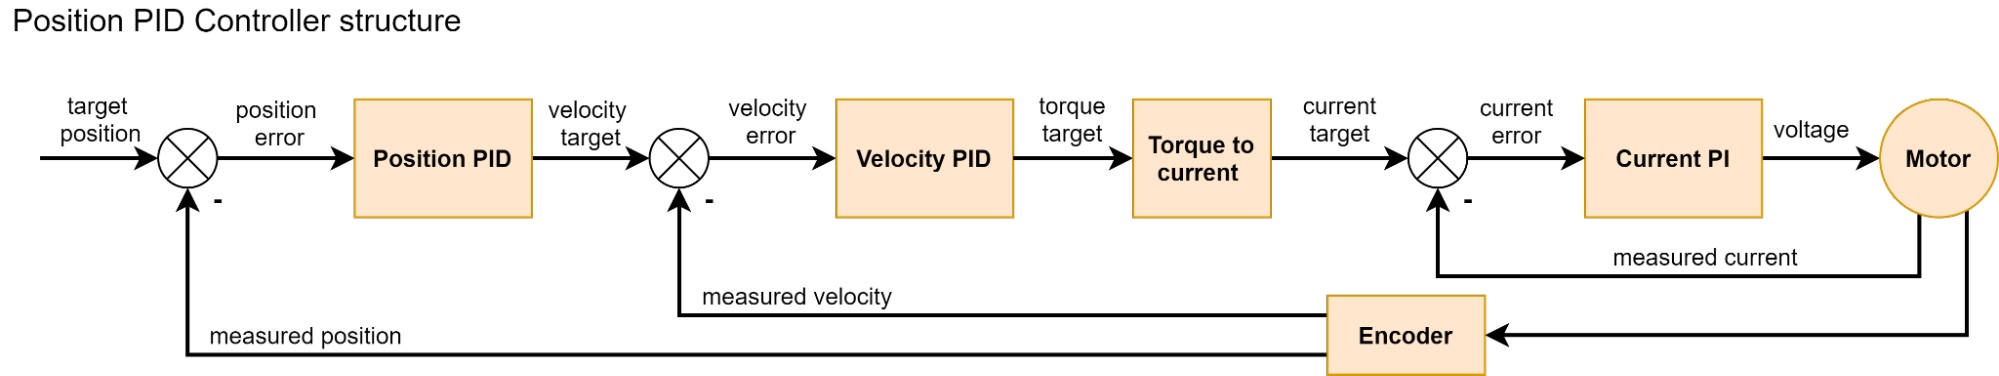 Position PID Controller structure
target
position
position
error
Position PID
velocity
target
velocity
error
Velocity PID
torque
target
Torque to
current
current
target
current
error
Current PI
voltage
Motor
-
-
-
measured current
measured velocity
Encoder
measured position